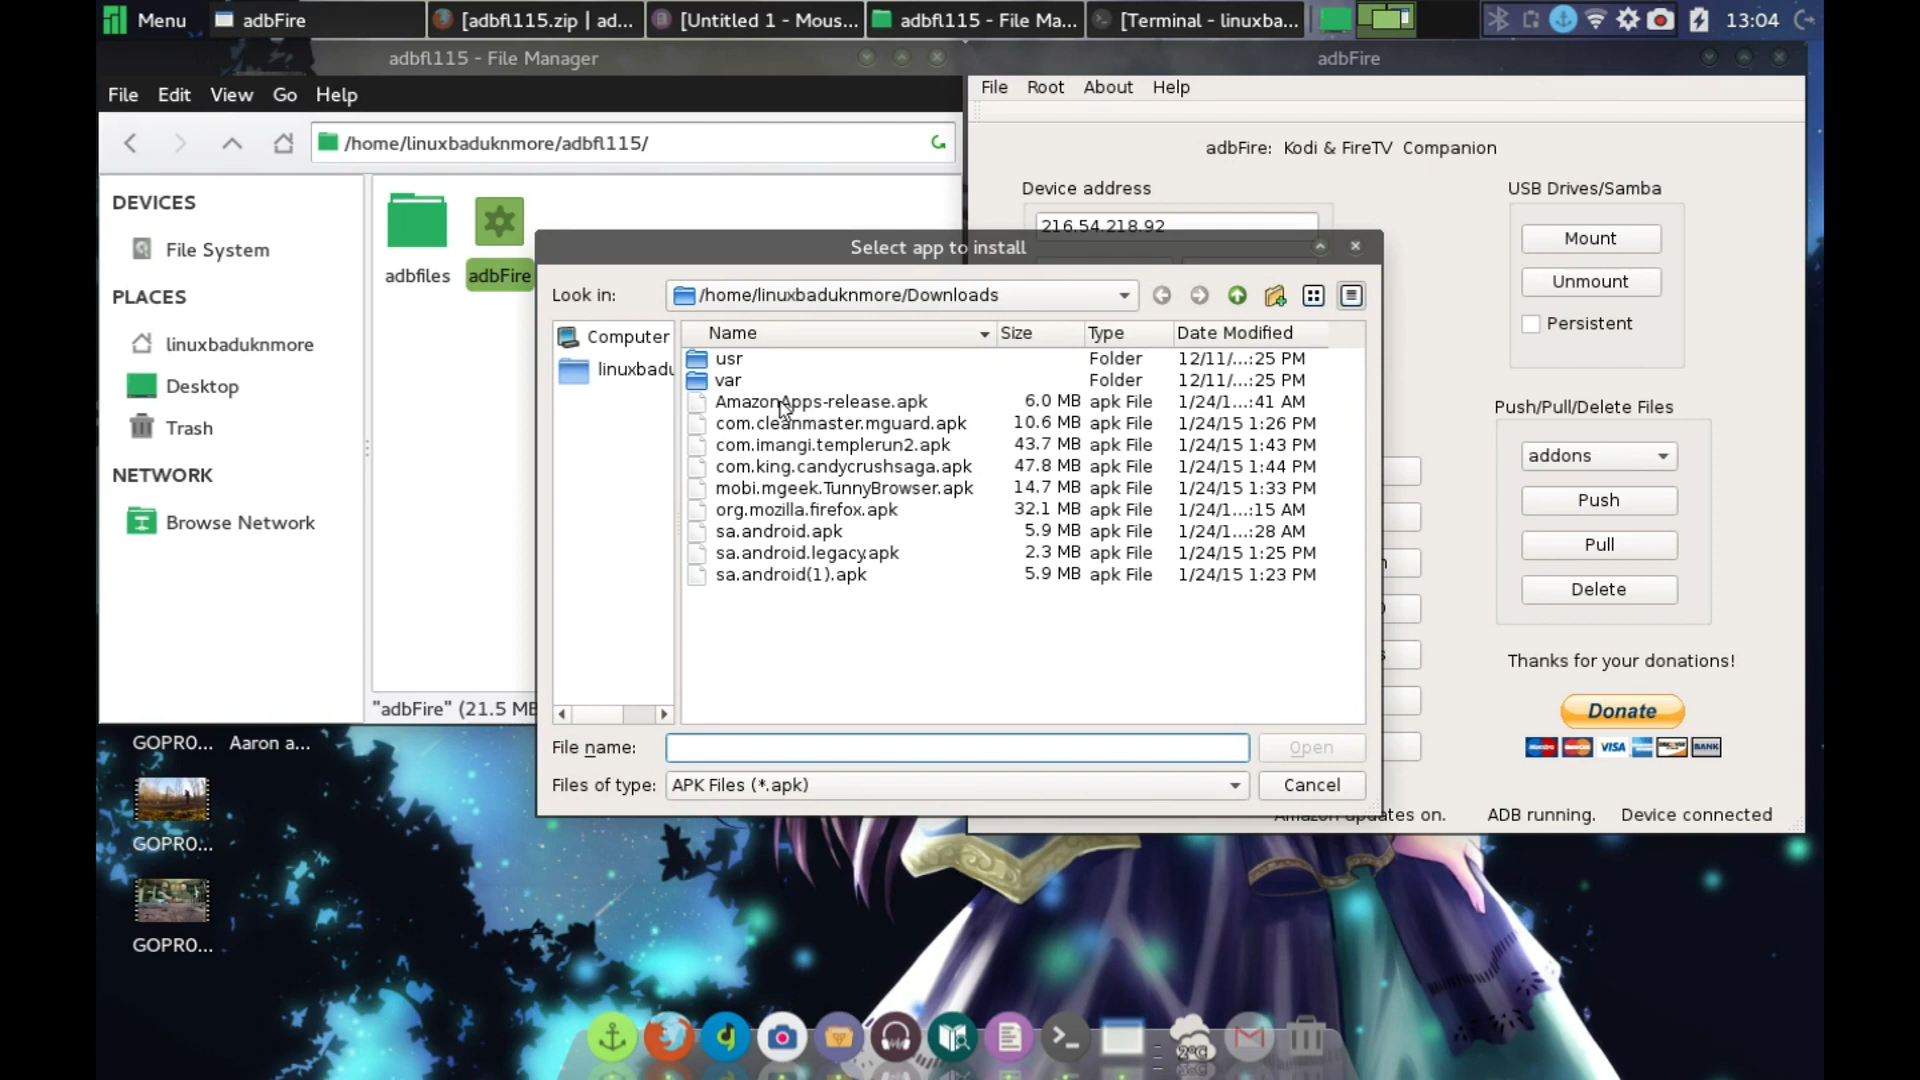 Menu
adbFire
[adbfl115.zip | ad...
[Untitled 1 - Mous...
adbfl115 - File Ma...
[Terminal - linuxba...
13:04
adbfl115 - File Manager
File Edit View Go Help
/home/linuxbaduknmore/adbfl115/
DEVICES
File System
PLACES
linuxbaduknmore
Desktop
Trash
NETWORK
Browse Network
adbfiles
adbFire
"adbFire" (21.5 MB
adbFire
File Root About Help
adbFire: Kodi & FireTV Companion
Device address
216.54.218.92
USB Drives/Samba
Mount
Unmount
Persistent
Push/Pull/Delete Files
addons
Push
Pull
Delete
Thanks for your donations!
Donate
VISA
BANK
ADB running.
Device connected
Select app to install
Look in:
/home/linuxbaduknmore/Downloads
Computer
linuxbadu
Name Size Type Date Modified
usr Folder 12/11/...:25 PM
var Folder 12/11/...:25 PM
AmazonApps-release.apk 6.0 MB apk File 1/24/1...:41 AM
com.cleanmaster.mguard.apk 10.6 MB apk File 1/24/15 1:26 PM
com.imangi.templerun2.apk 43.7 MB apk File 1/24/15 1:43 PM
com.king.candycrushsaga.apk 47.8 MB apk File 1/24/15 1:44 PM
mobi.mgeek.TunnyBrowser.apk 14.7 MB apk File 1/24/15 1:33 PM
org.mozilla.firefox.apk 32.1 MB apk File 1/24/1...:15 AM
sa.android.apk 5.9 MB apk File 1/24/1...:28 AM
sa.android.legacy.apk 2.3 MB apk File 1/24/15 1:25 PM
sa.android(1).apk 5.9 MB apk File 1/24/15 1:23 PM
File name:
Open
Files of type:
APK Files (*.apk)
Cancel
Amazon updates on.
GOPRO...
Aaron a...
GOPRO...
GOPRO...
2°C